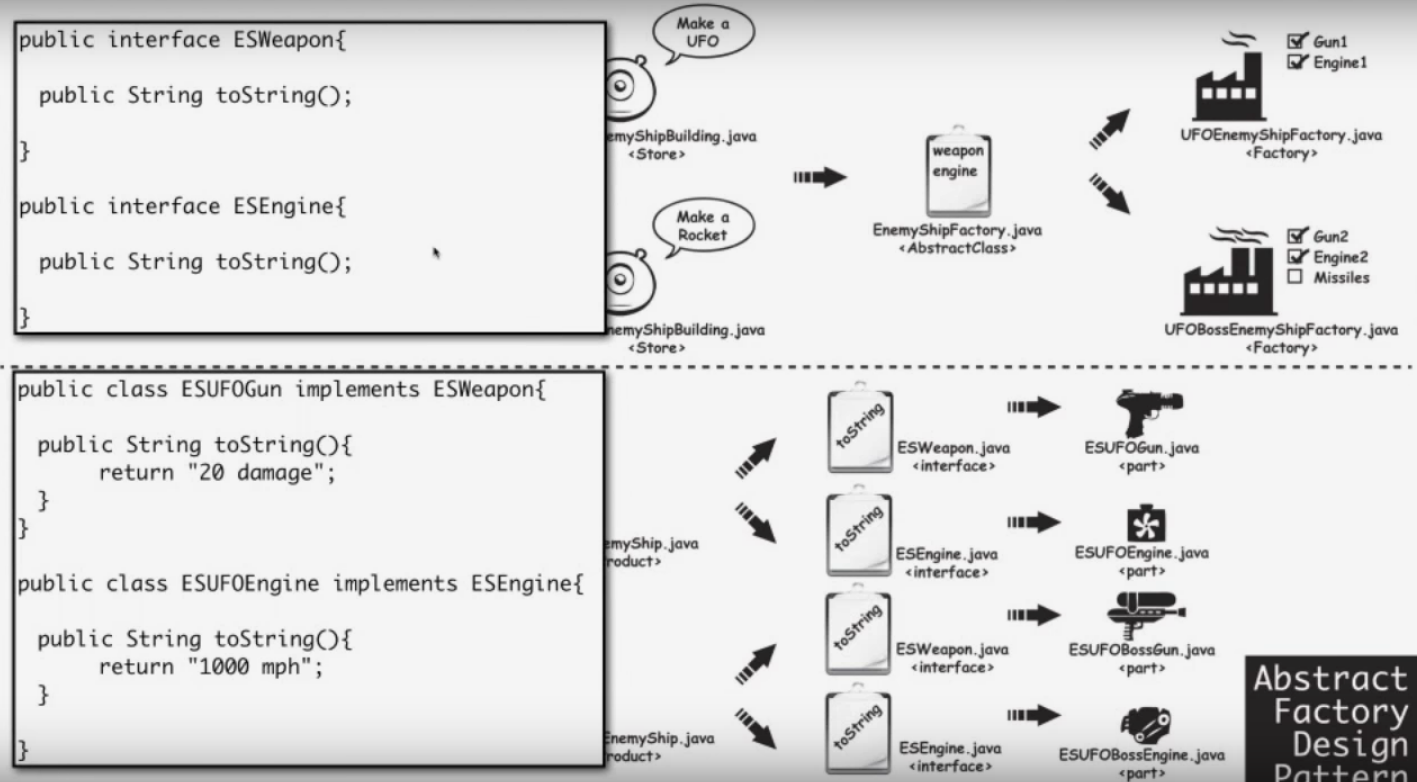 public interface ESWeapon{
public String toString();
}
public interface ESEngine{
public String toString();
}
Make a
UFO
emyShipBuilding.java
<Store>
Make a
Rocket
nemyShipBuilding.java
<Store>
weapon
engine
EnemyShipFactory.java
<AbstractClass>
Gun1
Engine1
UFOEnemyShipFactory.java
<Factory>
Gun2
Engine2
Missiles
UFOBossEnemyShipFactory.java
<Factory>
public class ESUFOGun implements ESWeapon{
public String toString(){
return "20 damage";
}
}
public class ESUFOEngine implements ESEngine{
public String toString(){
return "1000 mph";
}
}
emyShip.java
roduct>
EnemyShip.java
roduct>
toString
ESWeapon.java
<interface>
ESUFOGun.java
<part>
toString
ESEngine.java
<interface>
ESUFOEngine.java
<part>
toString
ESWeapon.java
<interface>
ESUFOBossGun.java
<part>
toString
ESEngine.java
<interface>
ESUFOBossEngine.java
<part>
Abstract
Factory
Design
Pattern